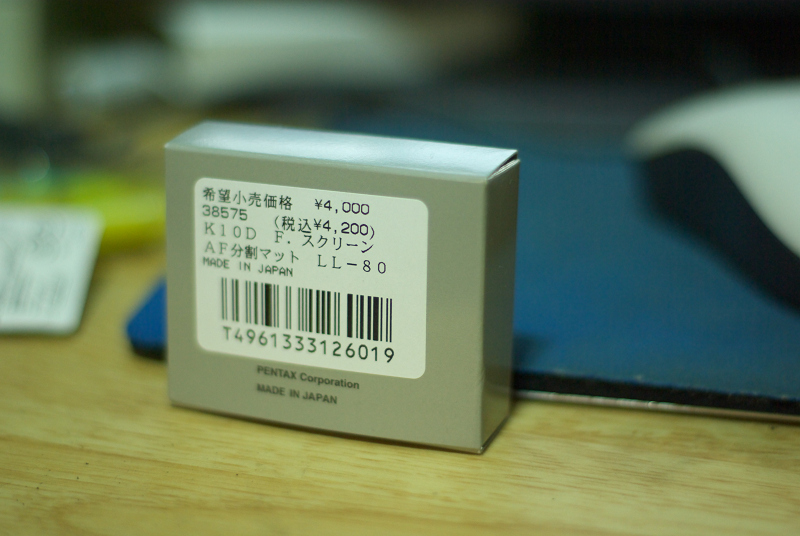 希望小売価格 ¥4,000
38575 (税込¥4,200)
K10D F.スクリーン
AF分割マット LL-80
MADE IN JAPAN
T4961333126019
PENTAX Corporation
MADE IN JAPAN